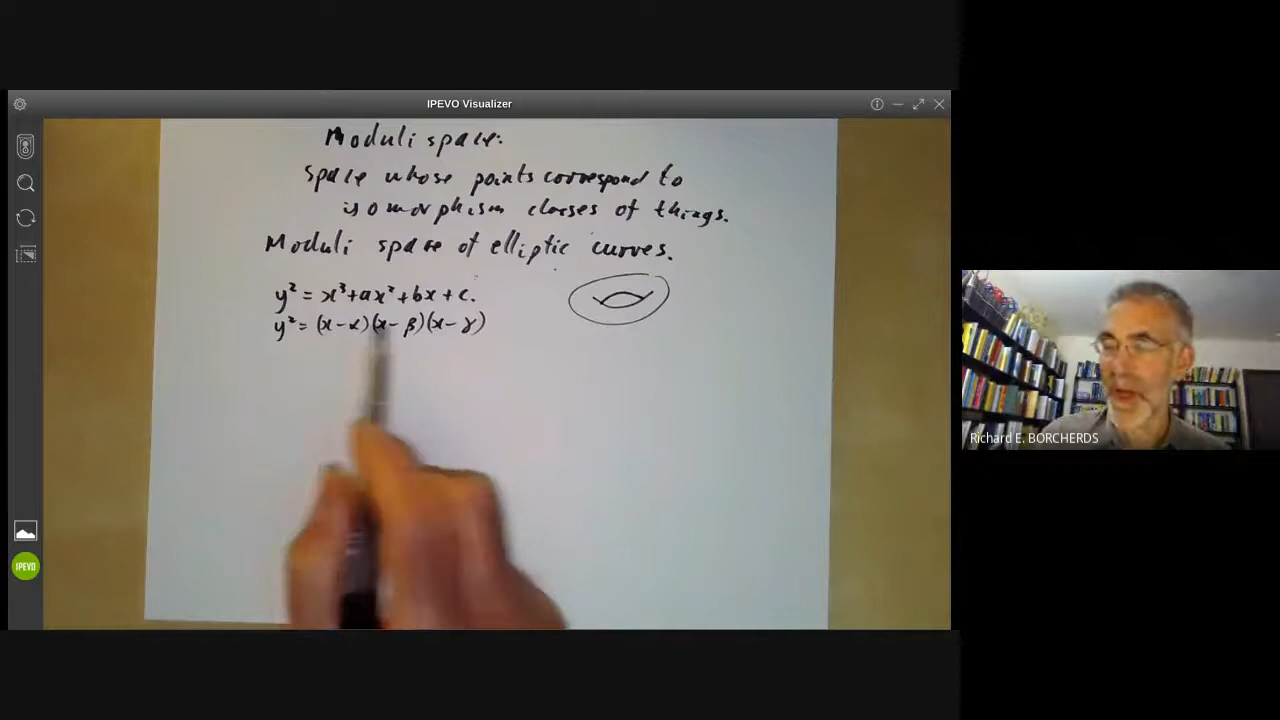 IPEVO Visualizer
Moduli space:
space whose points correspond to
isomorphism classes of things.
Moduli space of elliptic curves.
y² = x³+ax²+bx+c.
y² = (x-α)(x-β)(x-γ)
Richard E. BORCHERDS
IPEVO